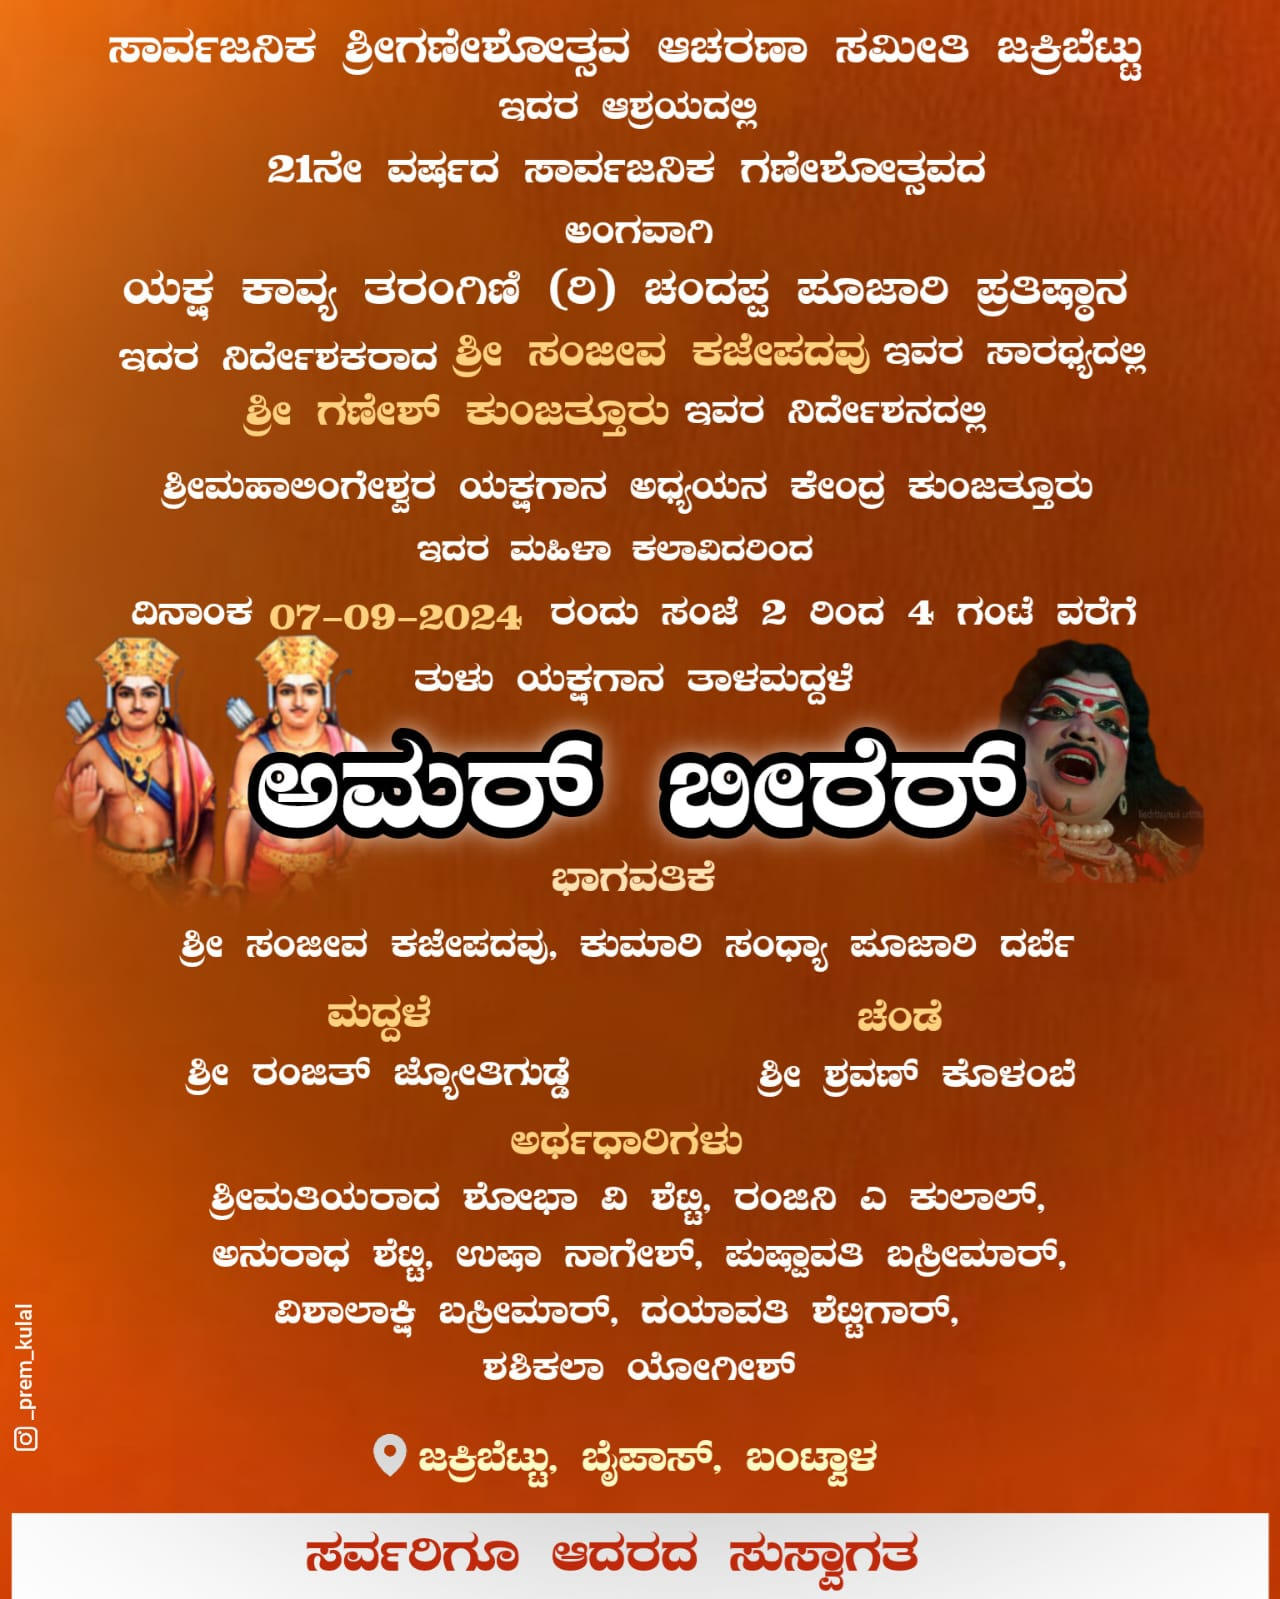 ಸಾರ್ವಜನಿಕ ಶ್ರೀಗಣೇಶೋತ್ಸವ ಆಚರಣಾ ಸಮೀತಿ ಜಕ್ರಿಬೆಟ್ಟು
ಇದರ ಆಶ್ರಯದಲ್ಲಿ
21ನೇ ವರ್ಷದ ಸಾರ್ವಜನಿಕ ಗಣೇಶೋತ್ಸವದ
ಅಂಗವಾಗಿ
ಯಕ್ಷ ಕಾವ್ಯ ತರಂಗಿಣಿ (ರಿ) ಚಂದಪ್ಪ ಪೂಜಾರಿ ಪ್ರತಿಷ್ಠಾನ
ಇದರ ನಿರ್ದೇಶಕರಾದ ಶ್ರೀ ಸಂಜೀವ ಕಜೇಪದವು ಇವರ ಸಾರಥ್ಯದಲ್ಲಿ
ಶ್ರೀ ಗಣೇಶ್ ಕುಂಜತ್ತೂರು ಇವರ ನಿರ್ದೇಶನದಲ್ಲಿ
ಶ್ರೀಮಹಾಲಿಂಗೇಶ್ವರ ಯಕ್ಷಗಾನ ಅಧ್ಯಯನ ಕೇಂದ್ರ ಕುಂಜತ್ತೂರು
ಇದರ ಮಹಿಳಾ ಕಲಾವಿದರಿಂದ
ದಿನಾಂಕ 07-09-2024 ರಂದು ಸಂಜೆ 2 ರಿಂದ 4 ಗಂಟೆ ವರೆಗೆ
ತುಳು ಯಕ್ಷಗಾನ ತಾಳಮದ್ದಳೆ
ಅಮರ್ ಬೀರೆರ್
ಭಾಗವತಿಕೆ
ಶ್ರೀ ಸಂಜೀವ ಕಜೇಪದವು, ಕುಮಾರಿ ಸಂಧ್ಯಾ ಪೂಜಾರಿ ದರ್ಬೆ
ಮದ್ದಳೆ ಚೆಂಡೆ
ಶ್ರೀ ರಂಜಿತ್ ಜ್ಯೋತಿಗುಡ್ಡೆ ಶ್ರೀ ಶ್ರವಣ್ ಕೊಳಂಬೆ
ಅರ್ಥಧಾರಿಗಳು
ಶ್ರೀಮತಿಯರಾದ ಶೋಭಾ ವಿ ಶೆಟ್ಟಿ, ರಂಜಿನಿ ಎ ಕುಲಾಲ್,
ಅನುರಾಧ ಶೆಟ್ಟಿ, ಉಷಾ ನಾಗೇಶ್, ಪುಷ್ಪಾವತಿ ಬಸ್ರೀಮಾರ್,
ವಿಶಾಲಾಕ್ಷಿ ಬಸ್ರೀಮಾರ್, ದಯಾವತಿ ಶೆಟ್ಟಿಗಾರ್,
ಶಶಿಕಲಾ ಯೋಗೀಶ್
_prem_kulal
ಜಕ್ರಿಬೆಟ್ಟು, ಬೈಪಾಸ್, ಬಂಟ್ವಾಳ
ಸರ್ವರಿಗೂ ಆದರದ ಸುಸ್ವಾಗತ